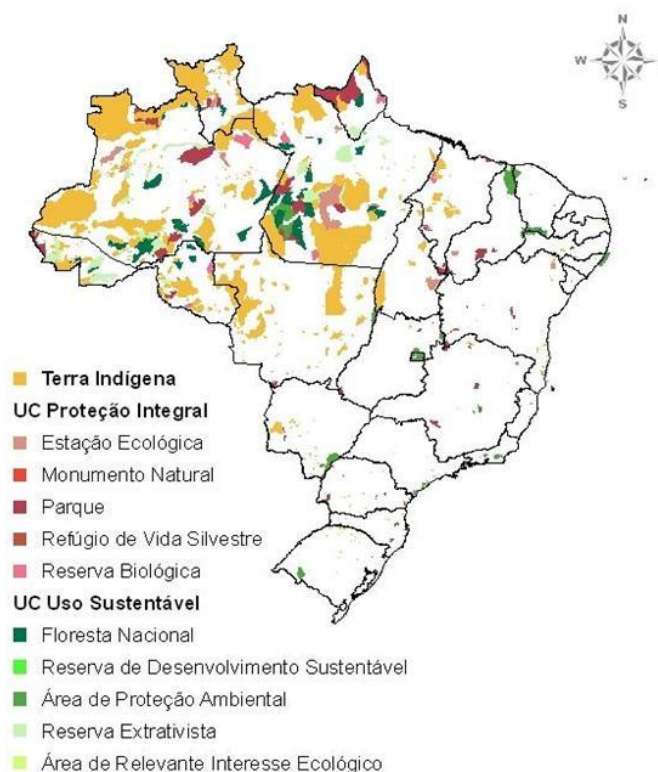 N
W
E
S
Terra Indígena
UC Proteção Integral
Estação Ecológica
Monumento Natural
Parque
Refúgio de Vida Silvestre
Reserva Biológica
UC Uso Sustentável
Floresta Nacional
Reserva de Desenvolvimento Sustentável
Área de Proteção Ambiental
Reserva Extrativista
Área de Relevante Interesse Ecológico